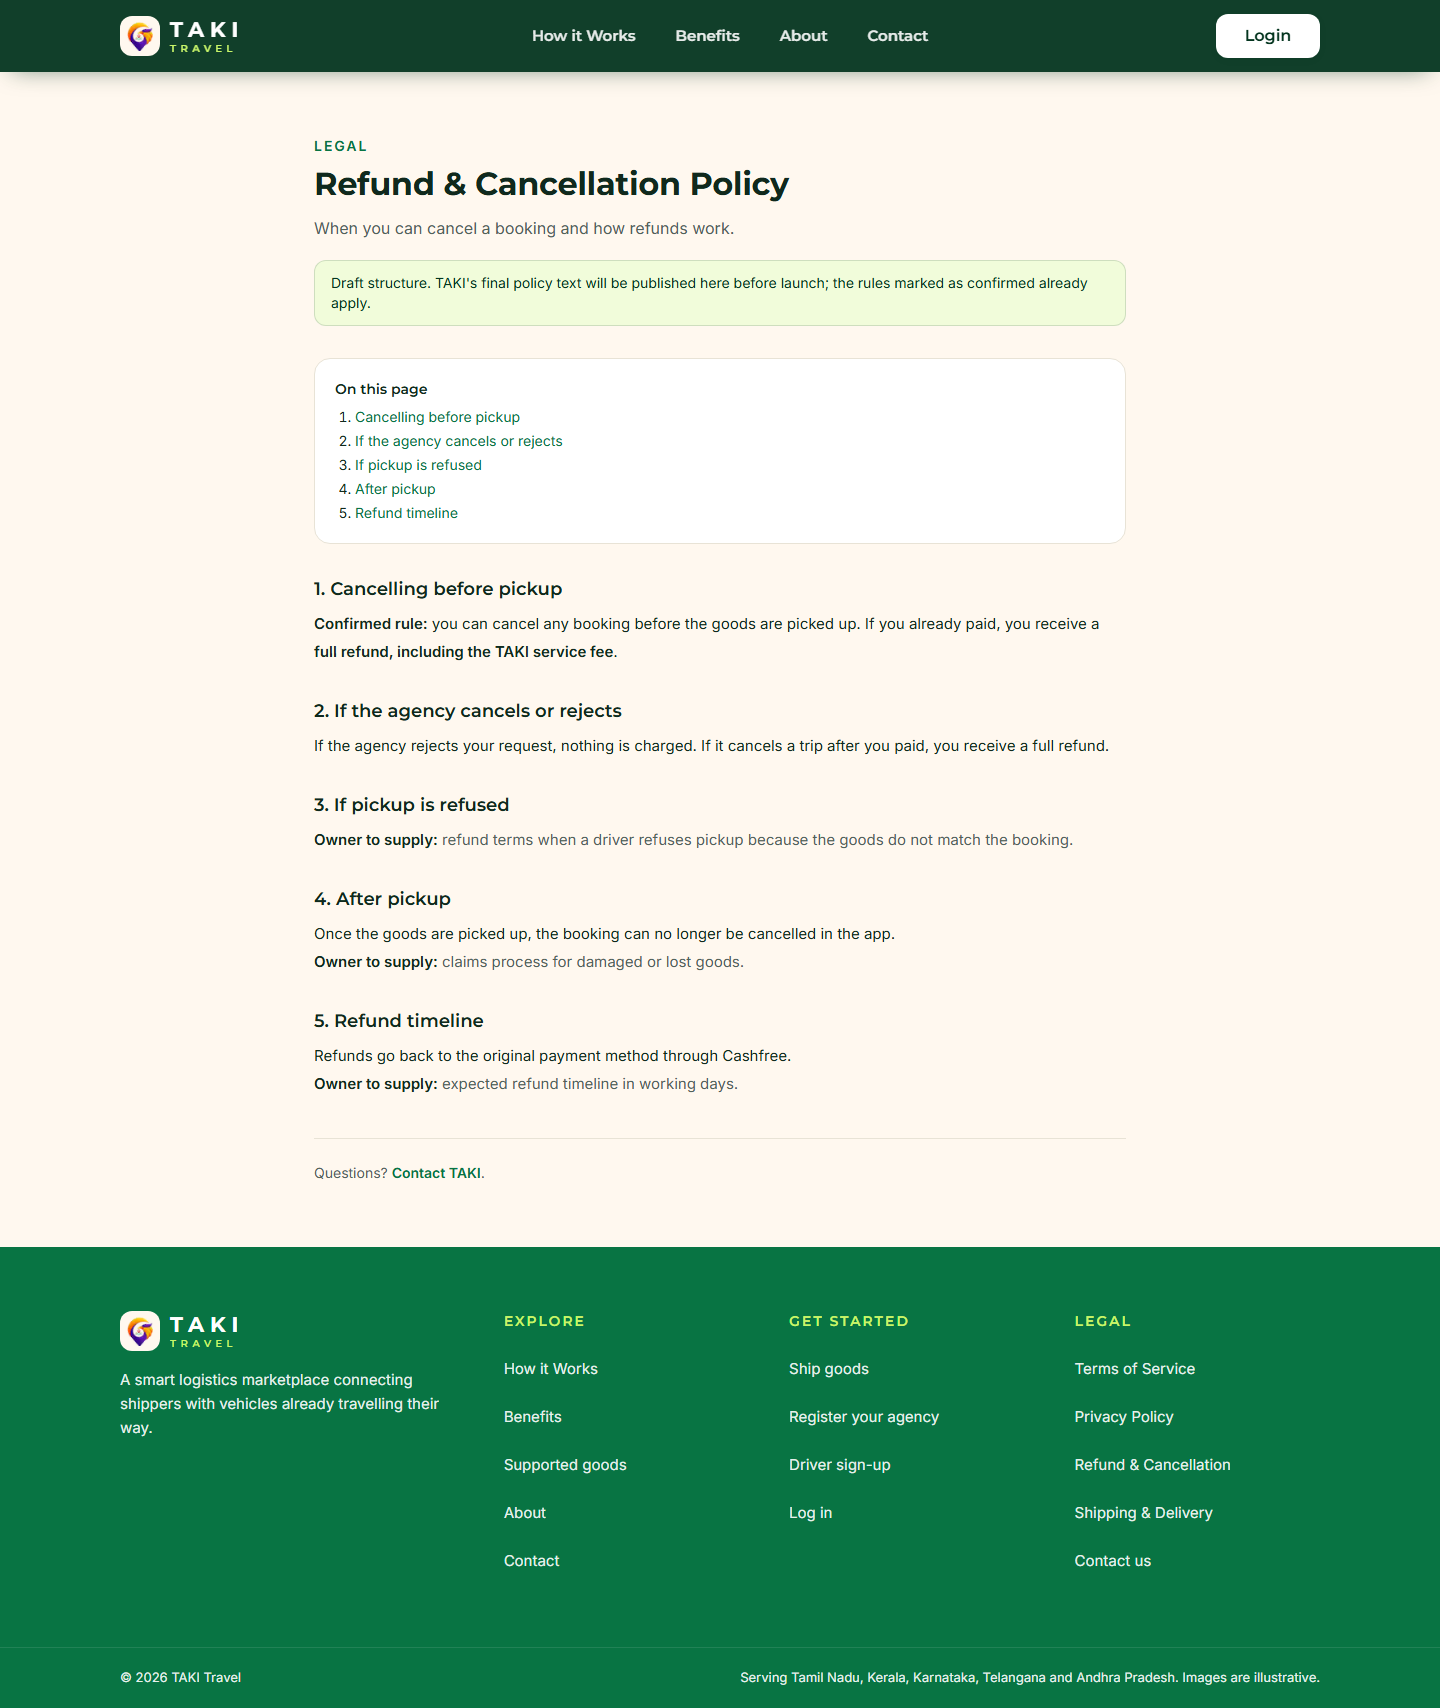 TAKI
TRAVEL
How it Works
Benefits
About
Contact
Login
LEGAL
Refund & Cancellation Policy
When you can cancel a booking and how refunds work.
Draft structure. TAKI's final policy text will be published here before launch; the rules marked as confirmed already
apply.
On this page
1. Cancelling before pickup
2. If the agency cancels or rejects
3. If pickup is refused
4. After pickup
5. Refund timeline
1. Cancelling before pickup
Confirmed rule: you can cancel any booking before the goods are picked up. If you already paid, you receive a
full refund, including the TAKI service fee.
2. If the agency cancels or rejects
If the agency rejects your request, nothing is charged. If it cancels a trip after you paid, you receive a full refund.
3. If pickup is refused
Owner to supply: refund terms when a driver refuses pickup because the goods do not match the booking.
4. After pickup
Once the goods are picked up, the booking can no longer be cancelled in the app.
Owner to supply: claims process for damaged or lost goods.
5. Refund timeline
Refunds go back to the original payment method through Cashfree.
Owner to supply: expected refund timeline in working days.
Questions? Contact TAKI.
TAKI
TRAVEL
A smart logistics marketplace connecting
shippers with vehicles already travelling their
way.
EXPLORE
How it Works
Benefits
Supported goods
About
Contact
GET STARTED
Ship goods
Register your agency
Driver sign-up
Log in
LEGAL
Terms of Service
Privacy Policy
Refund & Cancellation
Shipping & Delivery
Contact us
© 2026 TAKI Travel
Serving Tamil Nadu, Kerala, Karnataka, Telangana and Andhra Pradesh. Images are illustrative.